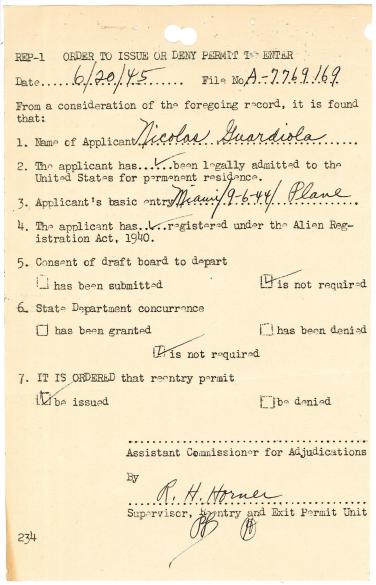 REP-1 ORDER TO ISSUE OR DENY PERMIT TO ENTER
Date 6/20/45 File No. A-7769169
From a consideration of the foregoing record, it is found
that:
1. Name of Applicant Nicolas Guardiola
2. The applicant has..✓..been legally admitted to the
United States for permanent residence.
3. Applicant's basic entry Miami/9-6-44/ Plane
4. The applicant has..✓..registered under the Alien Reg-
istration Act, 1940.
5. Consent of draft board to depart
has been submitted is not required
6. State Department concurrence
has been granted has been denied
is not required
7. IT IS ORDERED that reentry permit
be issued be denied
Assistant Commissioner for Adjudications
By
R. H. Horner
Supervisor, Reentry and Exit Permit Unit
234